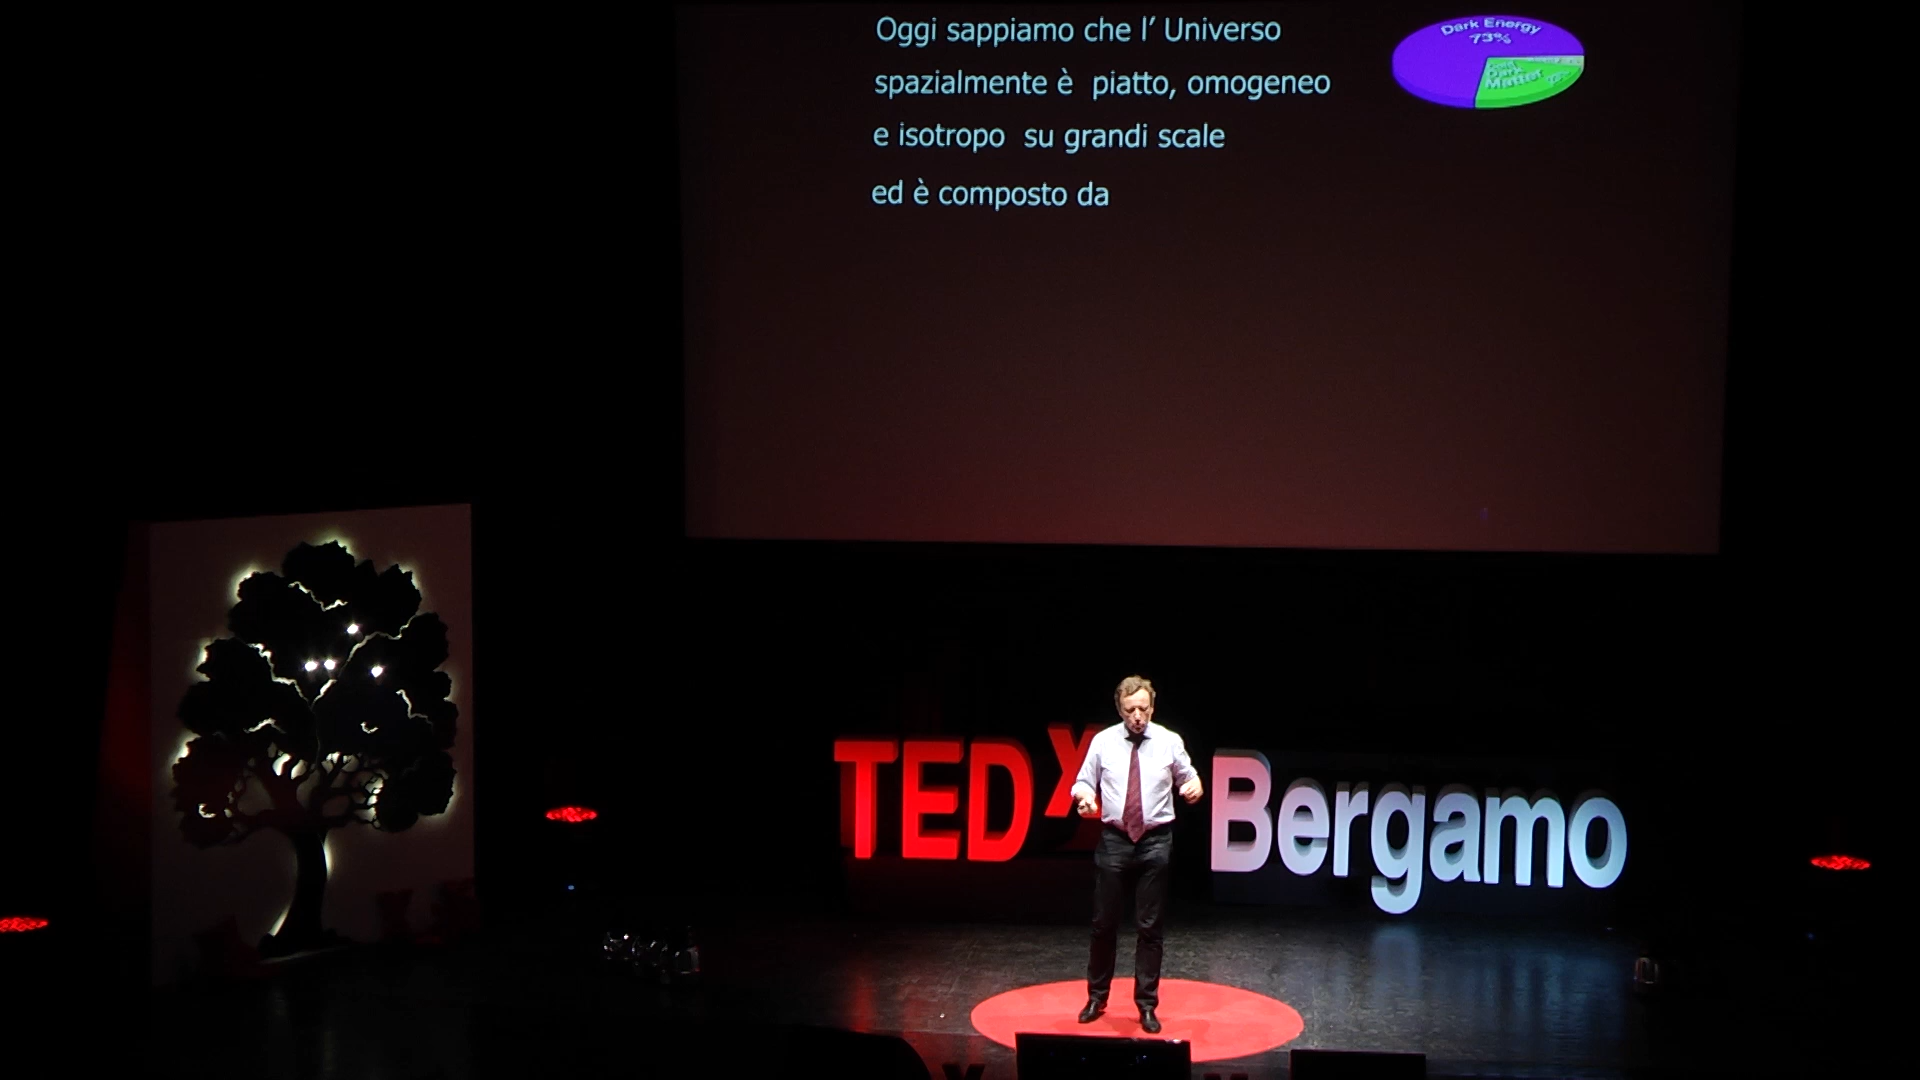 Oggi sappiamo che l' Universo
spazialmente è piatto, omogeneo
e isotropo su grandi scale
ed è composto da
Dark Energy
73%
Dark
Matter
TEDx Bergamo